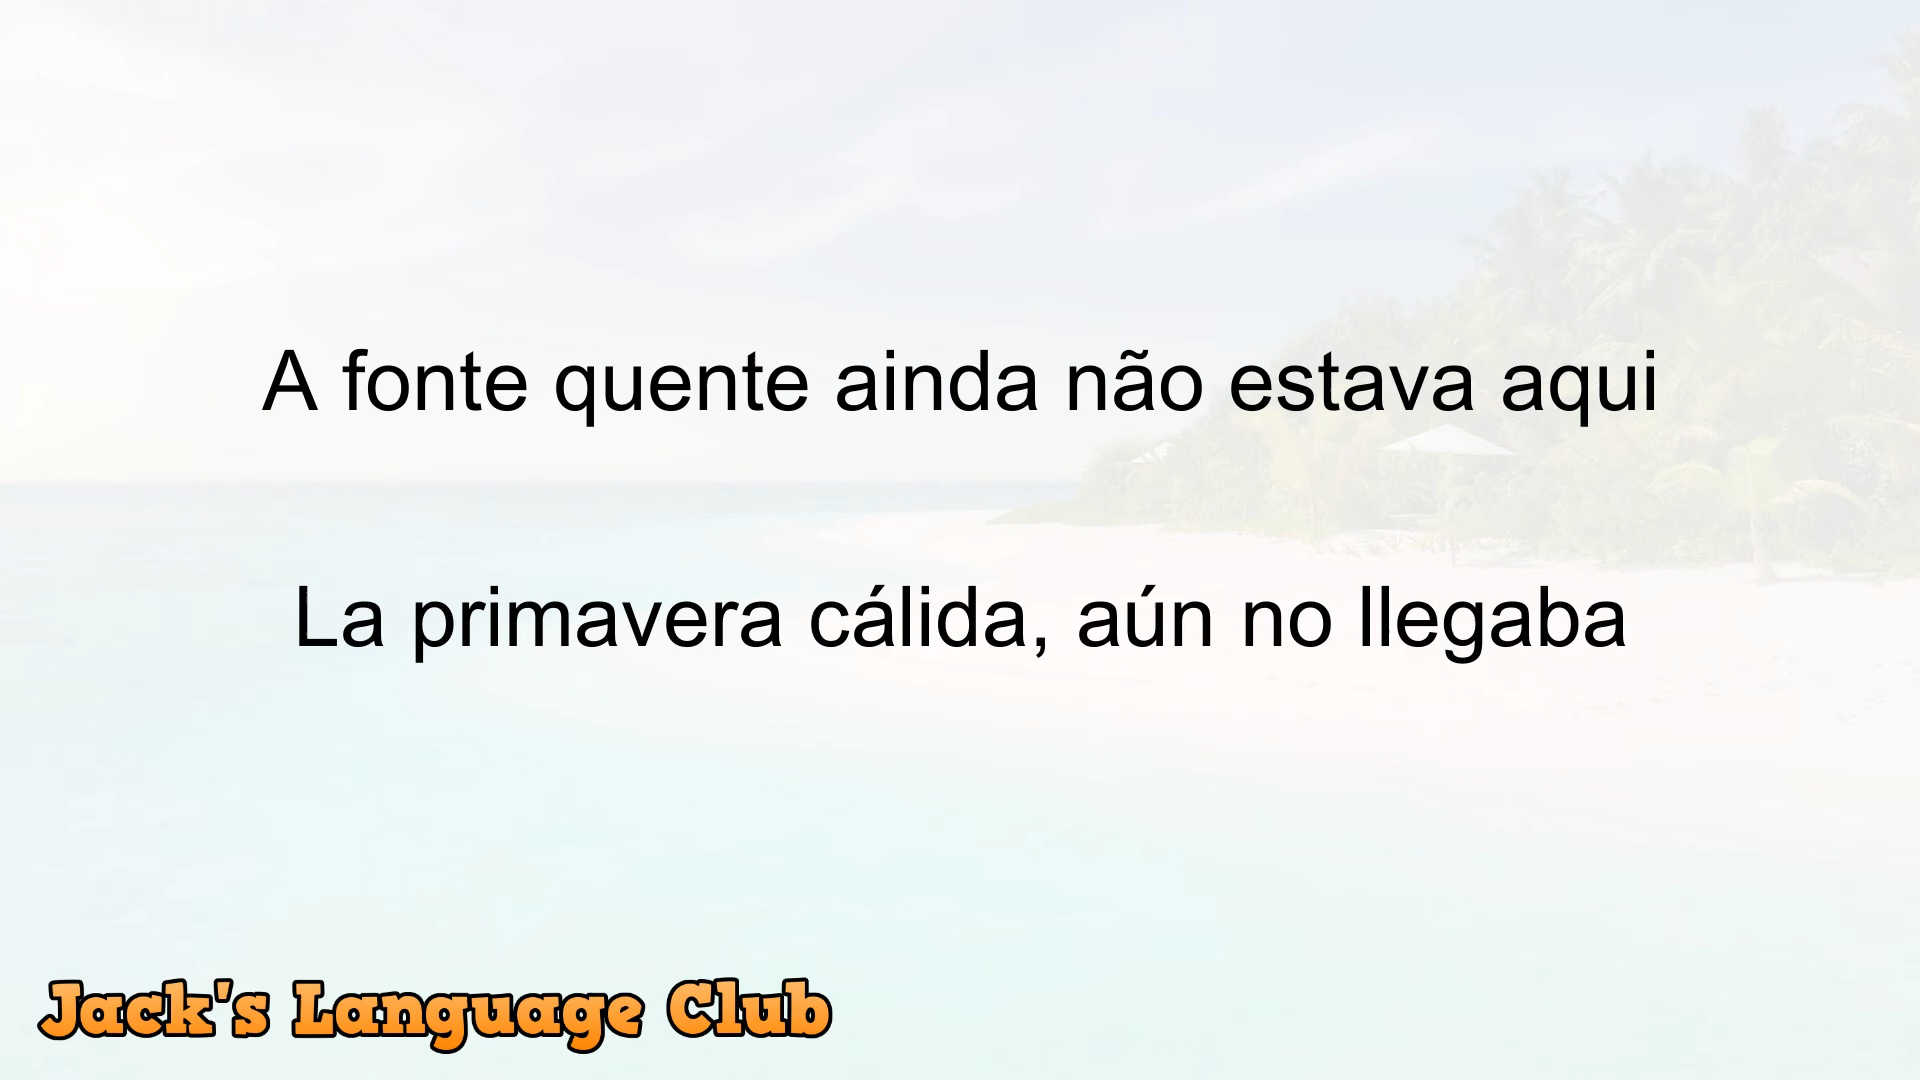 A fonte quente ainda não estava aqui
La primavera cálida, aún no llegaba
Jack's Language Club